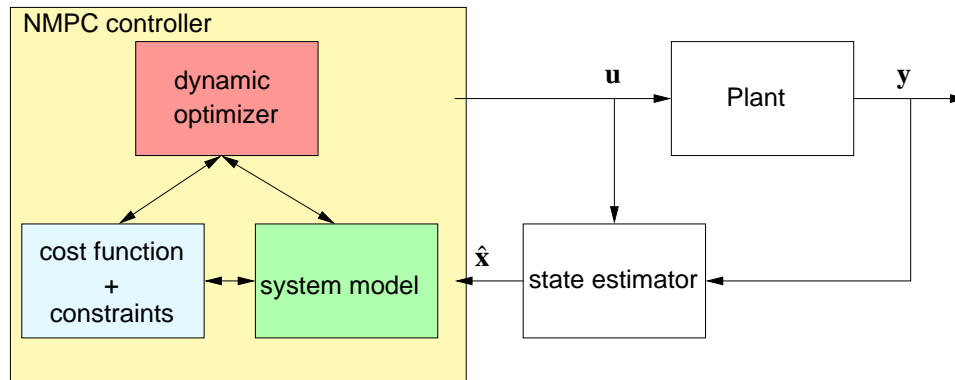 NMPC controller
dynamic
optimizer
u
Plant
y
cost function
+
constraints
system model
x̂
state estimator